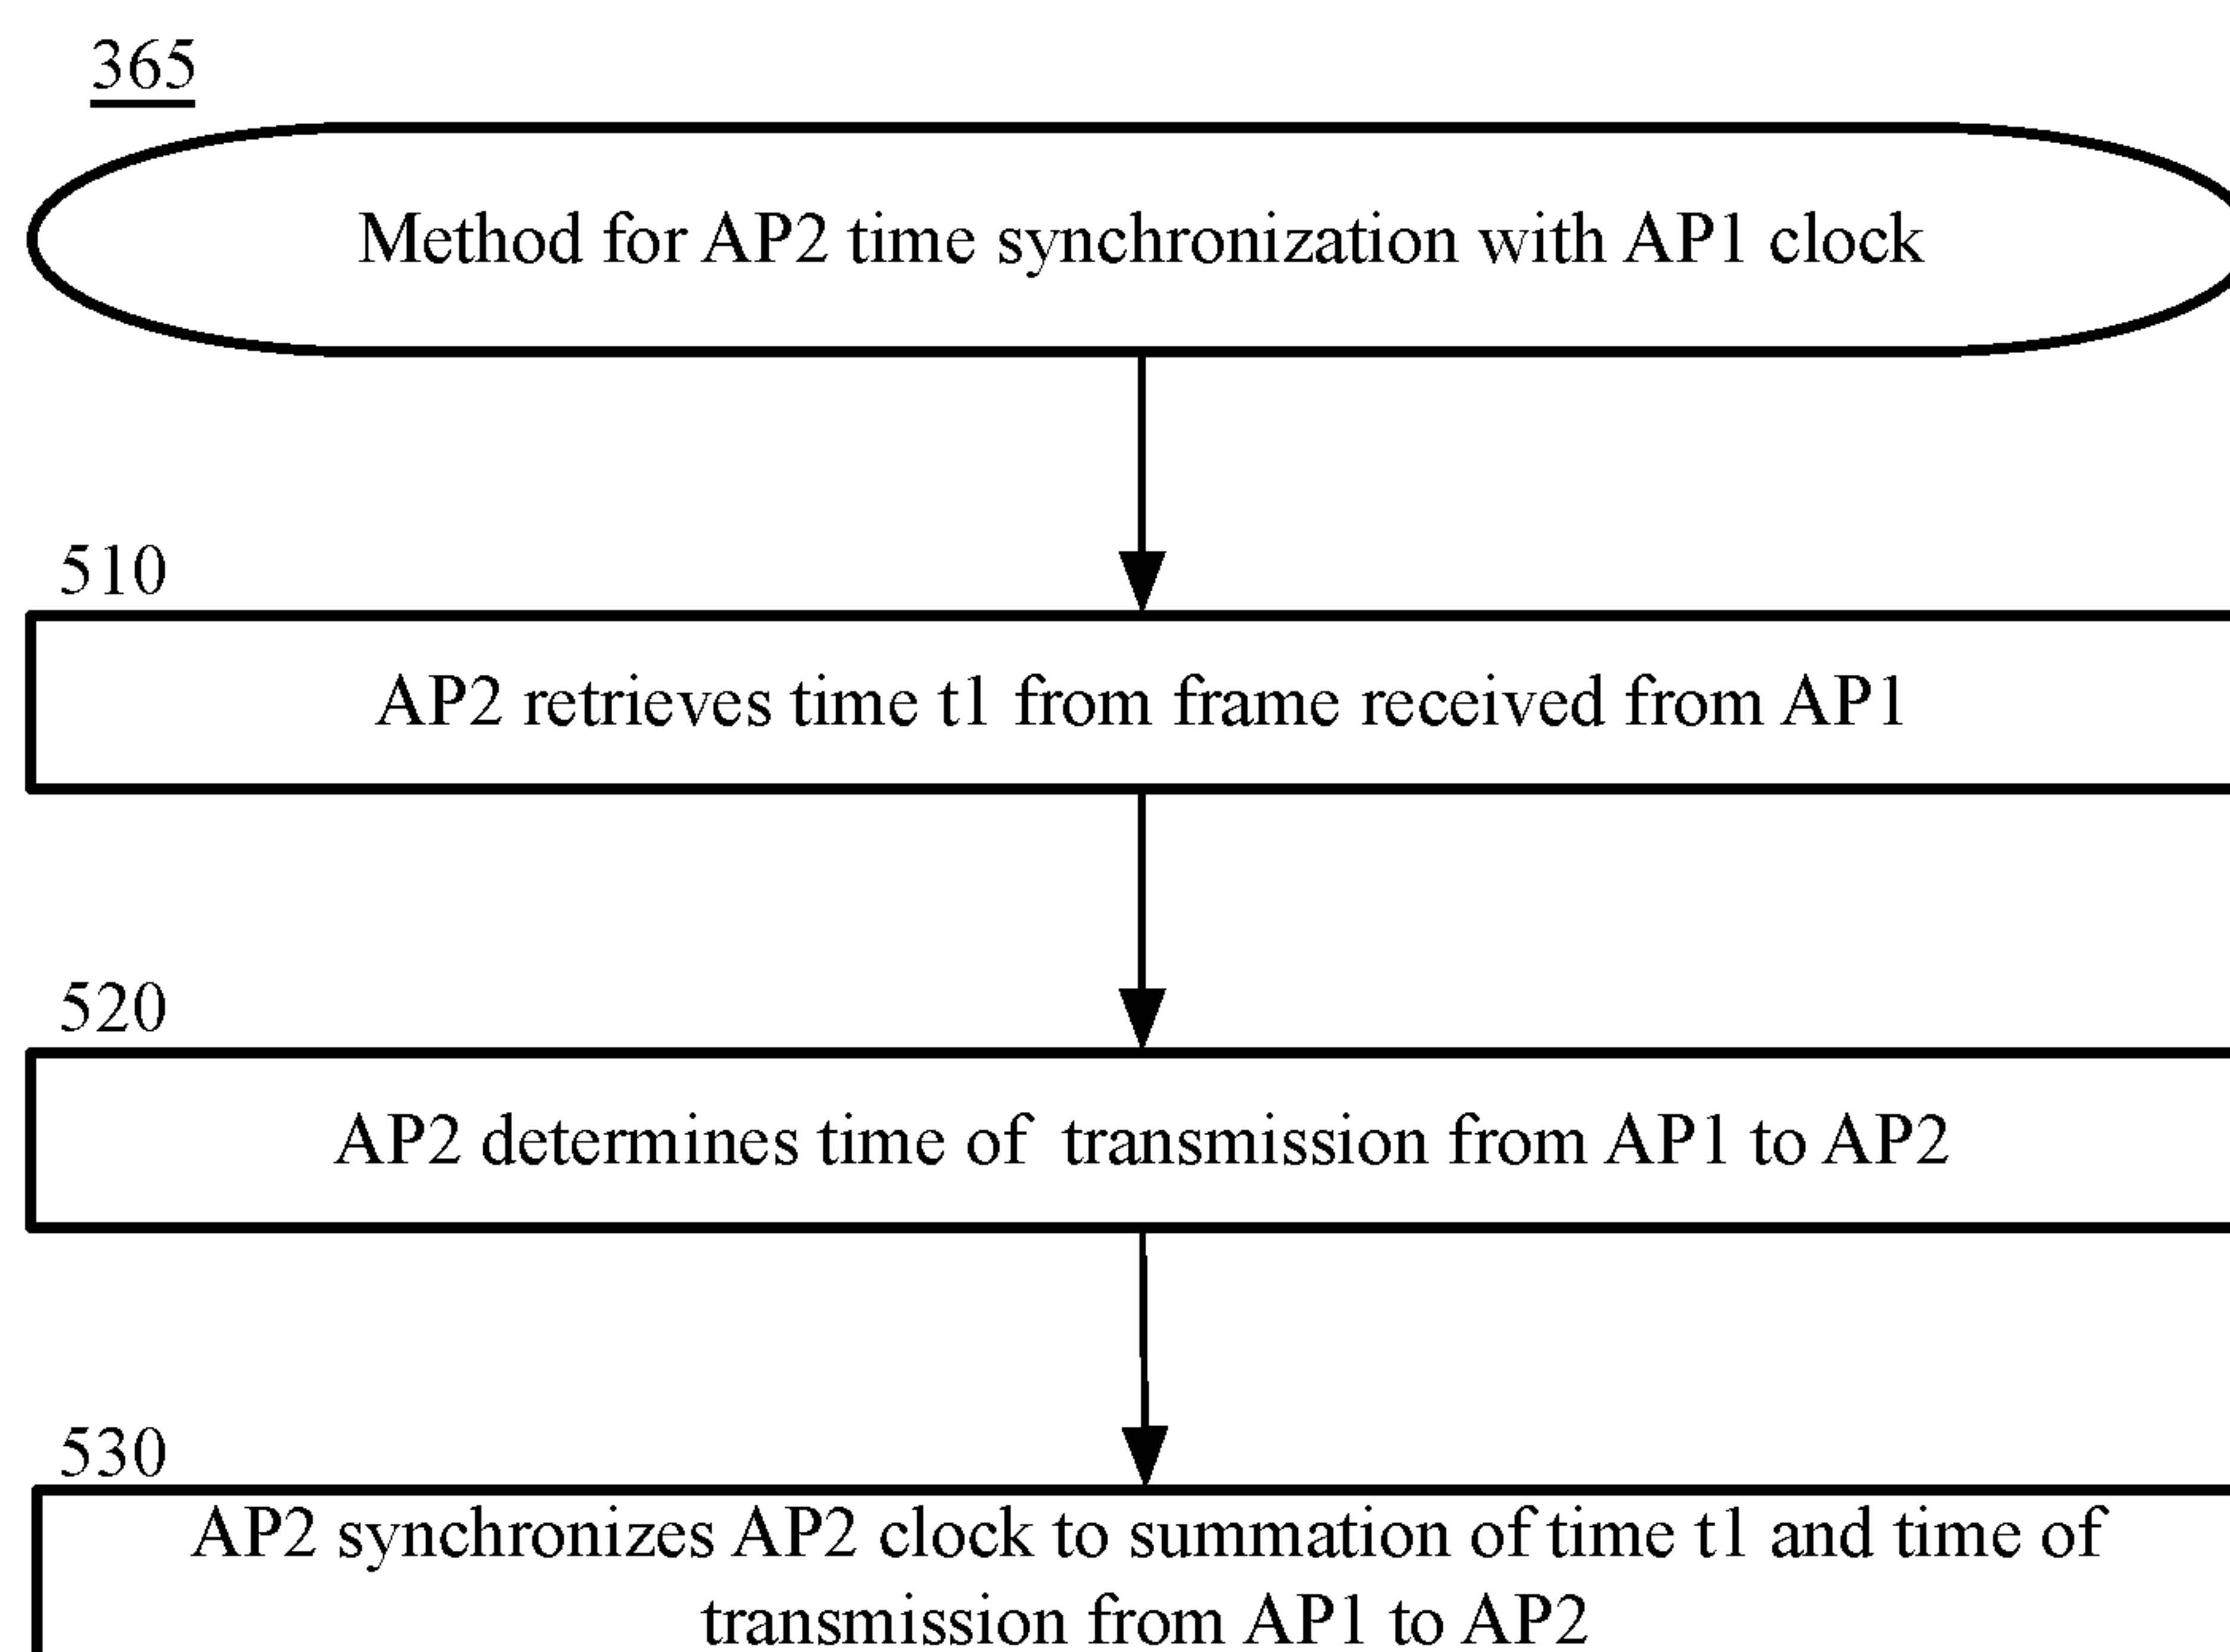 365
Method for AP2 time synchronization with AP1 clock
510
AP2 retrieves time t1 from frame received from AP1
520
AP2 determines time of transmission from AP1 to AP2
530
AP2 synchronizes AP2 clock to summation of time t1 and time of
transmission from AP1 to AP2